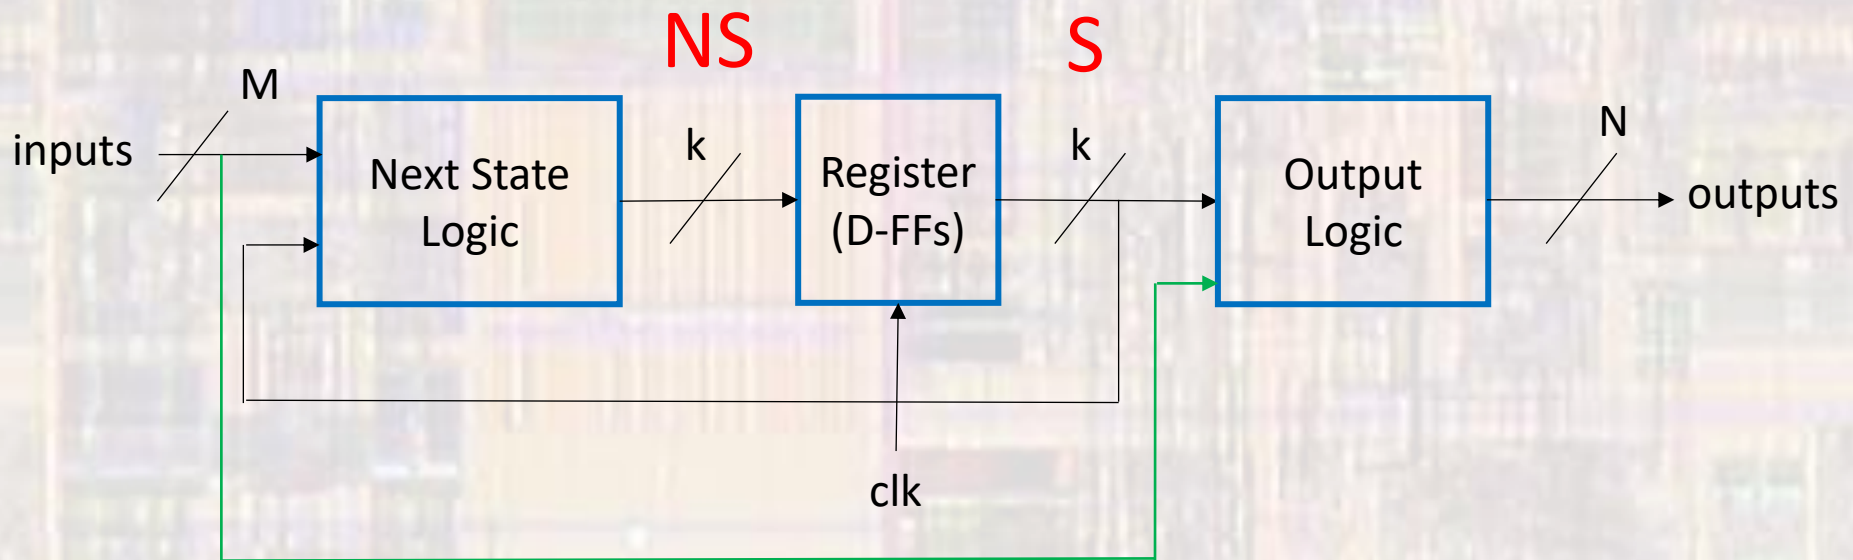 NS
S
M
inputs
Next State
Logic
k
Register
(D-FFs)
k
Output
Logic
N
outputs
clk